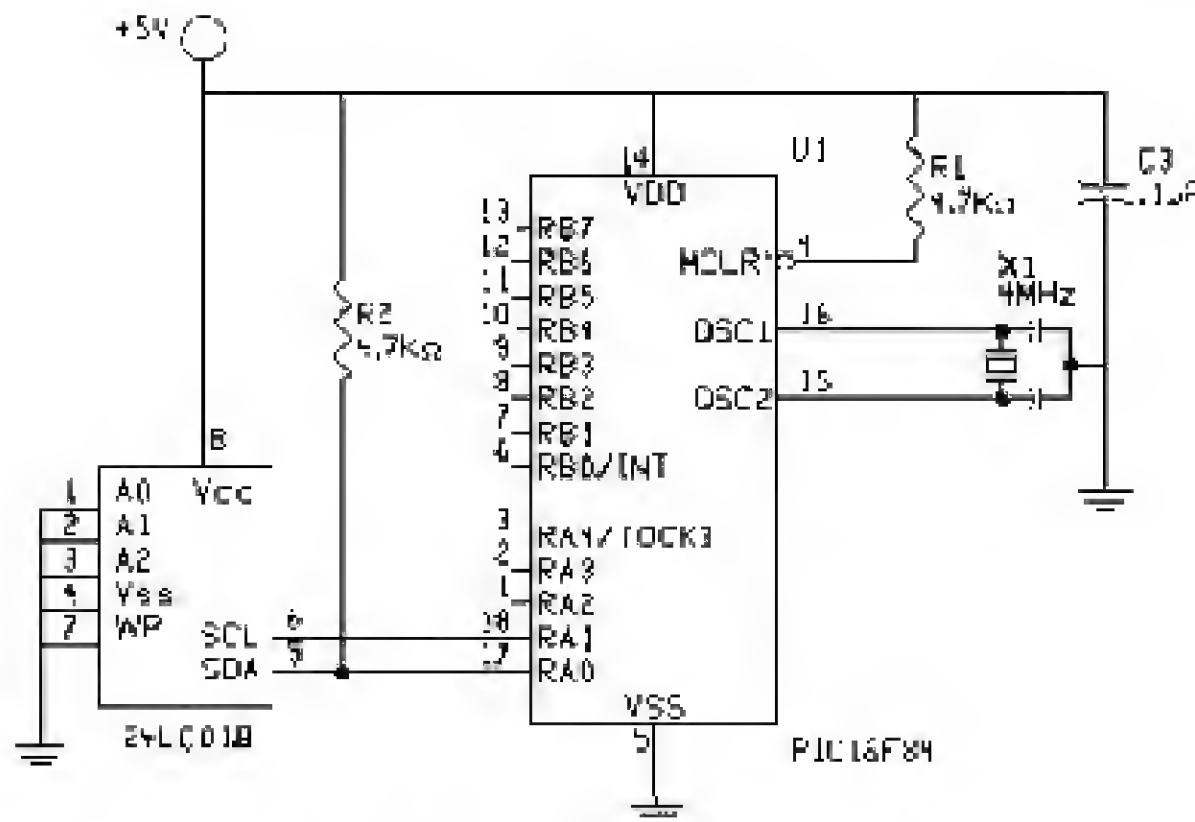 +5V
14
U1
VDD
R1
4.7KΩ
C3
.1µF
13
RB7
12
RB6
11
RB5
10
RB4
9
RB3
8
RB2
7
RB1
6
RB0/INT
MCLR
4
X1
4MHz
OSC1
16
OSC2
15
R2
4.7KΩ
8
Vcc
1
A0
2
A1
3
A2
4
Vss
7
WP
SCL
6
SDA
5
3
RA4/TOCKI
2
RA3
1
RA2
18
RA1
17
RA0
VSS
5
24LC01B
PIC16F84